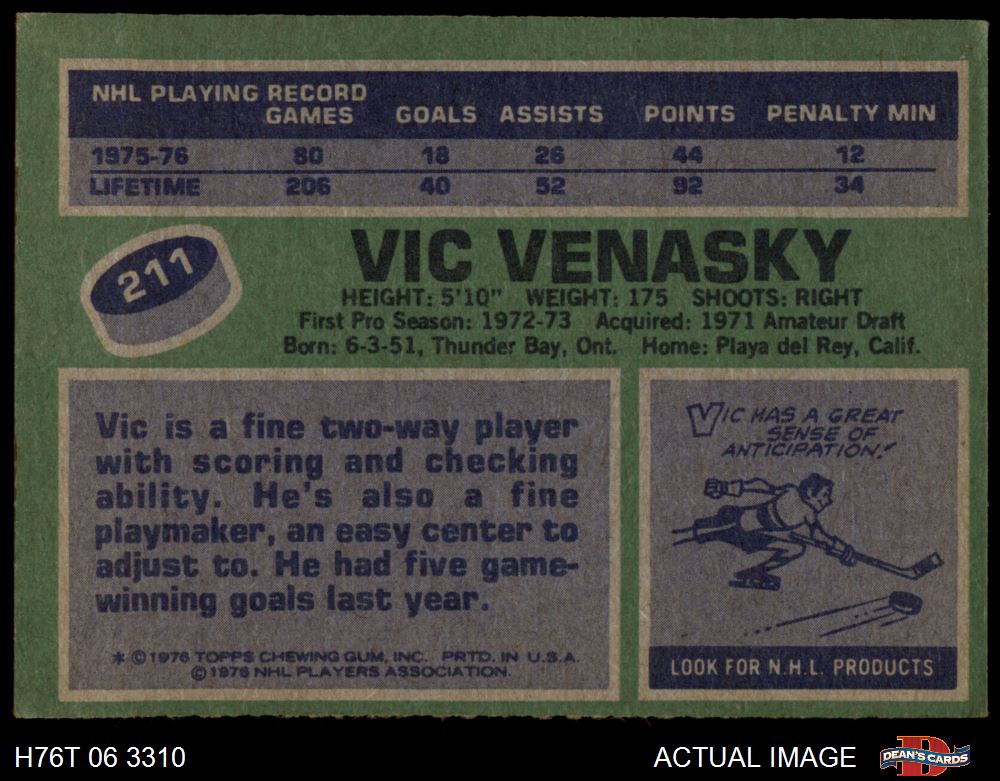 NHL PLAYING RECORD
GAMES GOALS ASSISTS POINTS PENALTY MIN
1975-76 80 18 26 44 12
LIFETIME 206 40 52 92 34
211
VIC VENASKY
HEIGHT: 5'10" WEIGHT: 175 SHOOTS: RIGHT
First Pro Season: 1972-73 Acquired: 1971 Amateur Draft
Born: 6-3-51, Thunder Bay, Ont. Home: Playa del Rey, Calif.
Vic is a fine two-way player
with scoring and checking
ability. He's also a fine
playmaker, an easy center to
adjust to. He had five game-
winning goals last year.
* ©1976 TOPPS CHEWING GUM, INC. PRTD. IN U.S.A.
©1976 NHL PLAYERS ASSOCIATION.
VIC HAS A GREAT
SENSE OF
ANTICIPATION!
LOOK FOR N.H.L. PRODUCTS
H76T 06 3310
ACTUAL IMAGE
DEAN'S CARDS